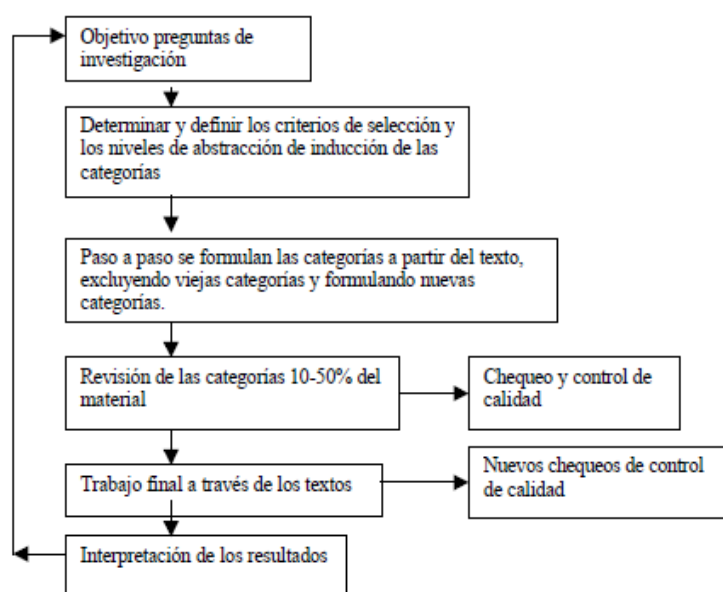 Objetivo preguntas de
investigación
Determinar y definir los criterios de selección y
los niveles de abstracción de inducción de las
categorías
Paso a paso se formulan las categorías a partir del texto,
excluyendo viejas categorías y formulando nuevas
categorías.
Revisión de las categorías 10-50% del
material
Chequeo y control de
calidad
Trabajo final a través de los textos
Nuevos chequeos de control
de calidad
Interpretación de los resultados